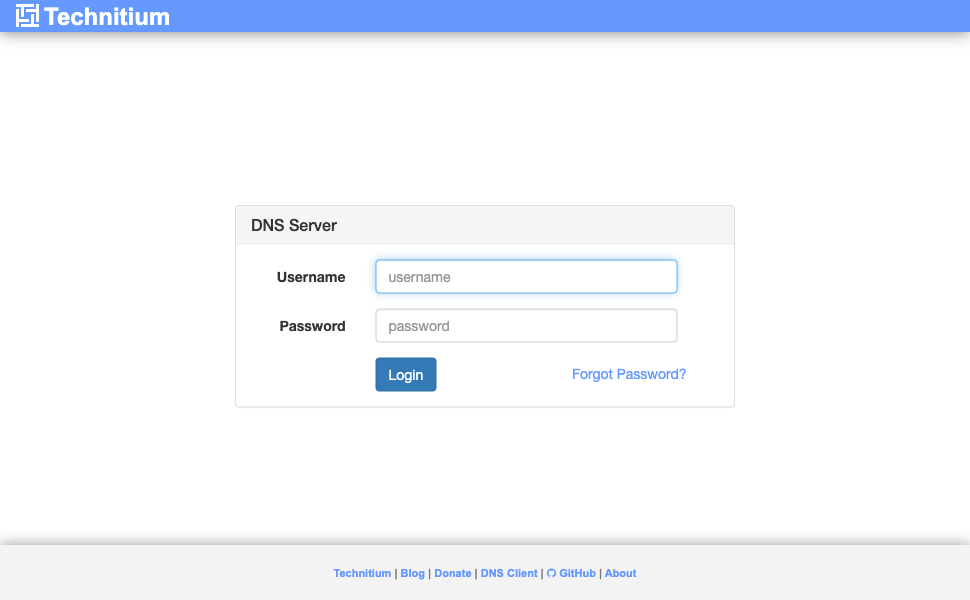 Technitium
DNS Server
Username
username
Password
password
Login
Forgot Password?
Technitium | Blog | Donate | DNS Client | GitHub | About